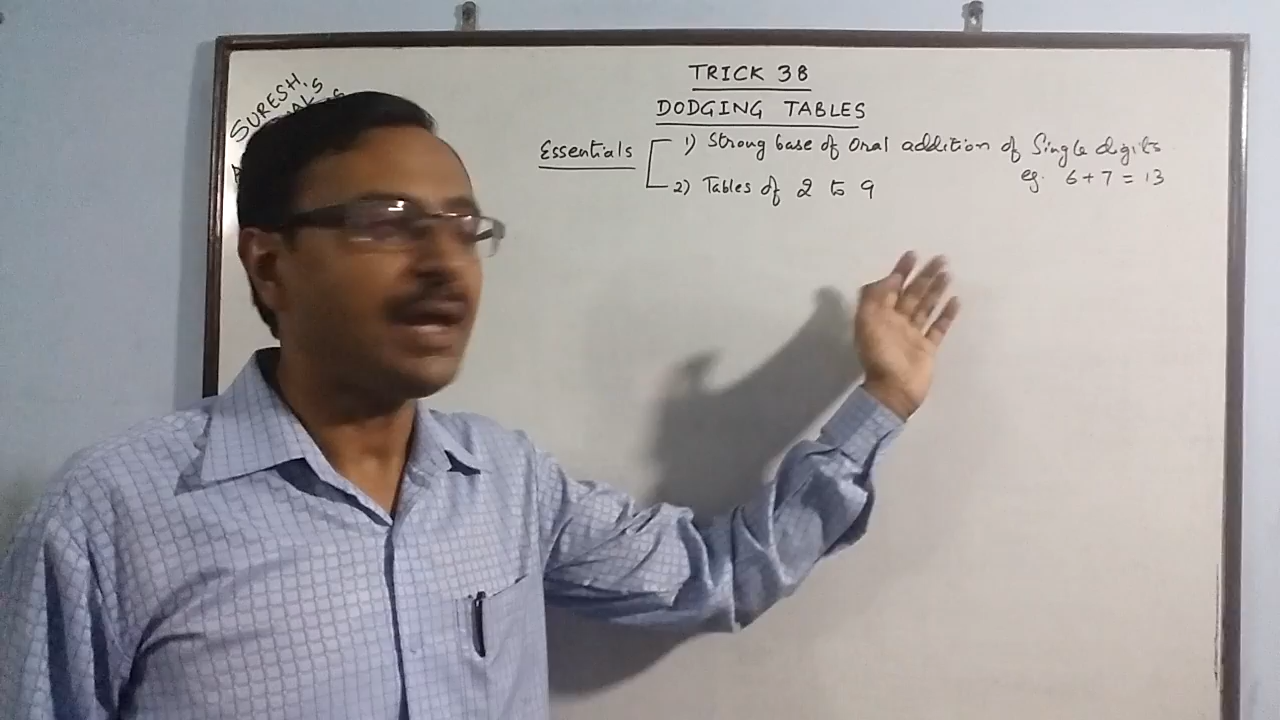 SURESH'S
TRICK 38
DODGING TABLES
Essentials
1) Strong base of Oral addition of Single digits
eg. 6+7 = 13
2) Tables of 2 to 9